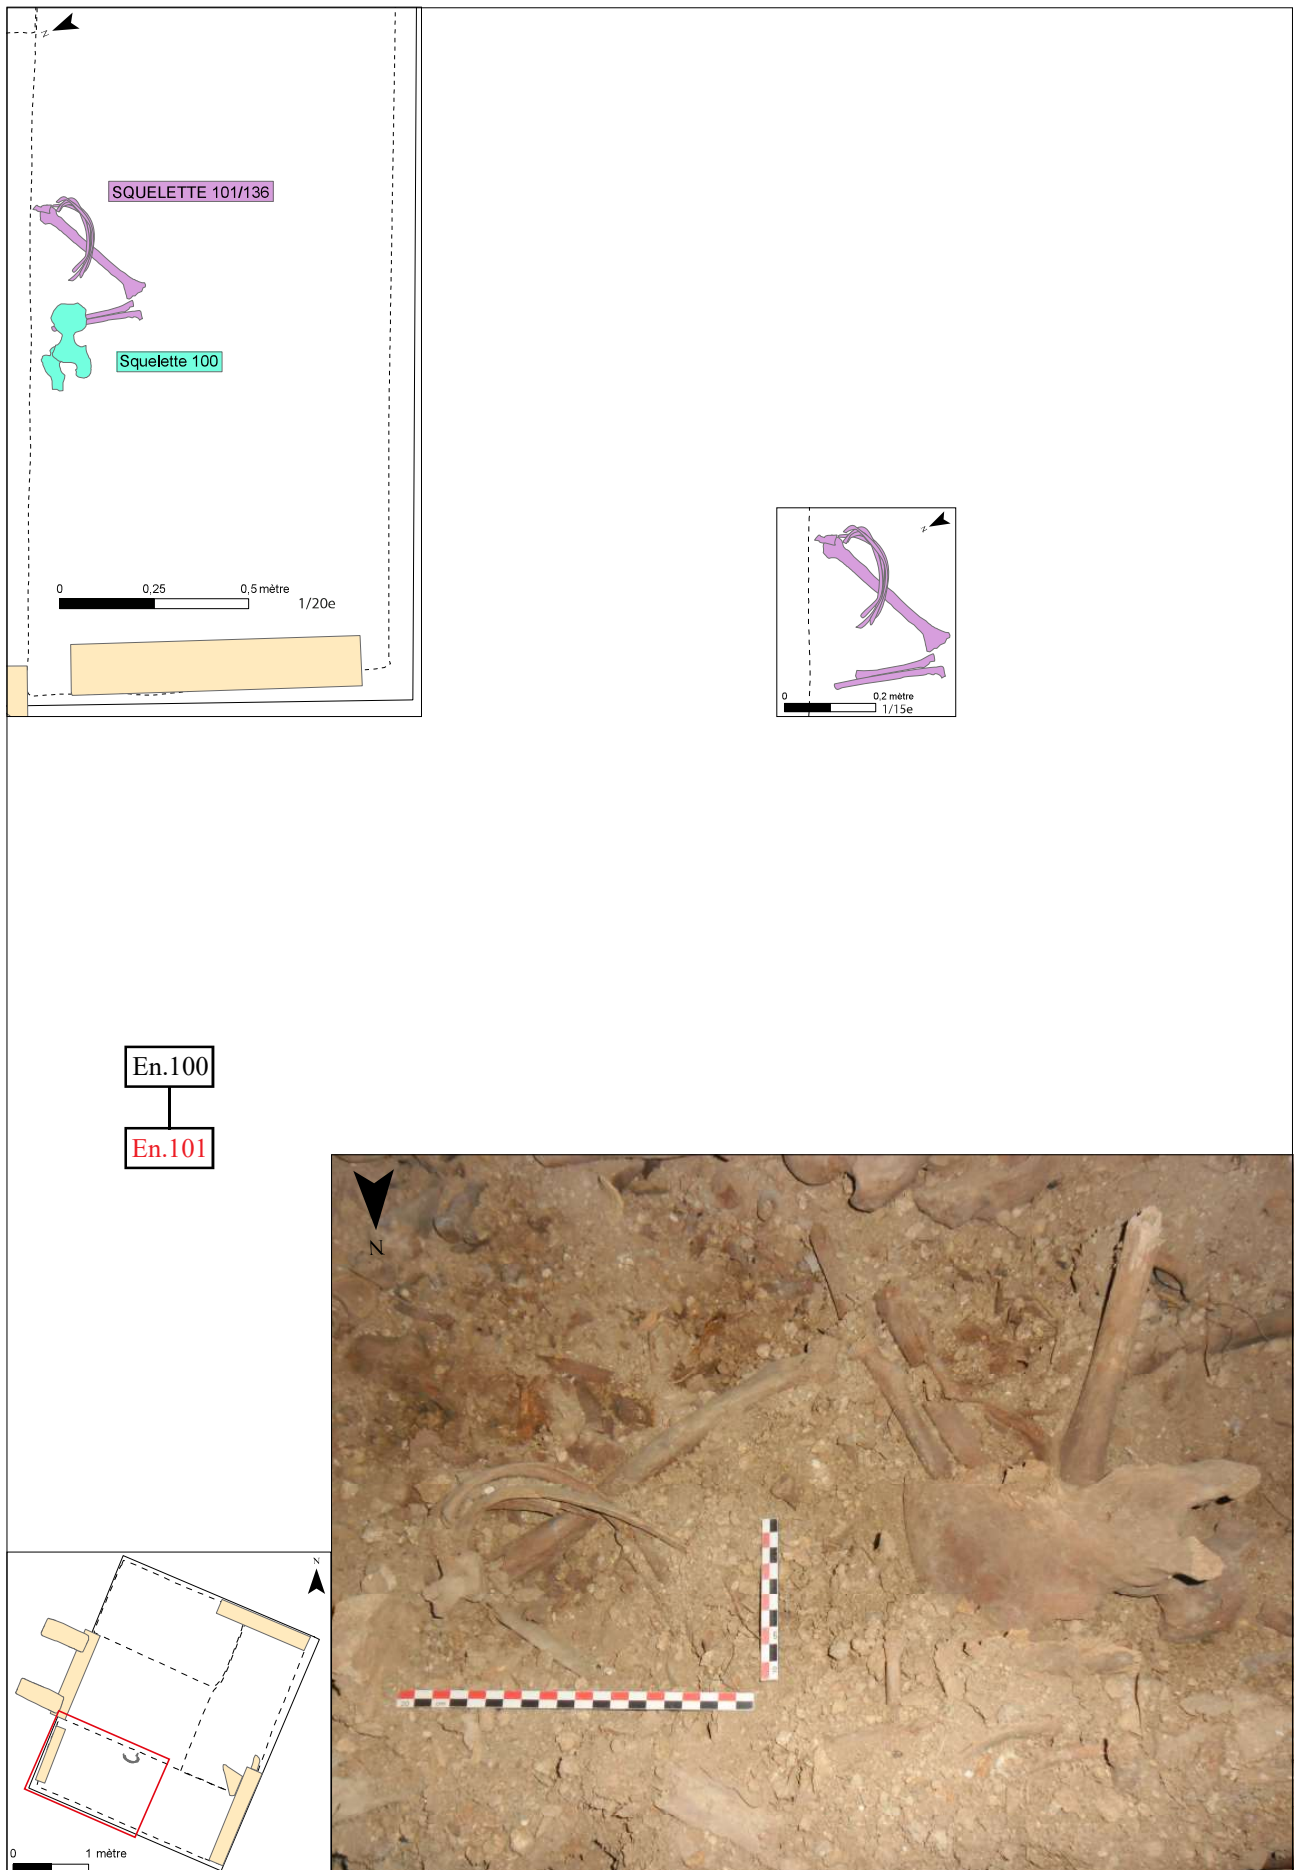 N
SQUELETTE 101/136
Squelette 100
0 0,25 0,5 mètre
1/20e
N
0 0,2 mètre
1/15e
En.100
En.101
N
N
0 1 mètre